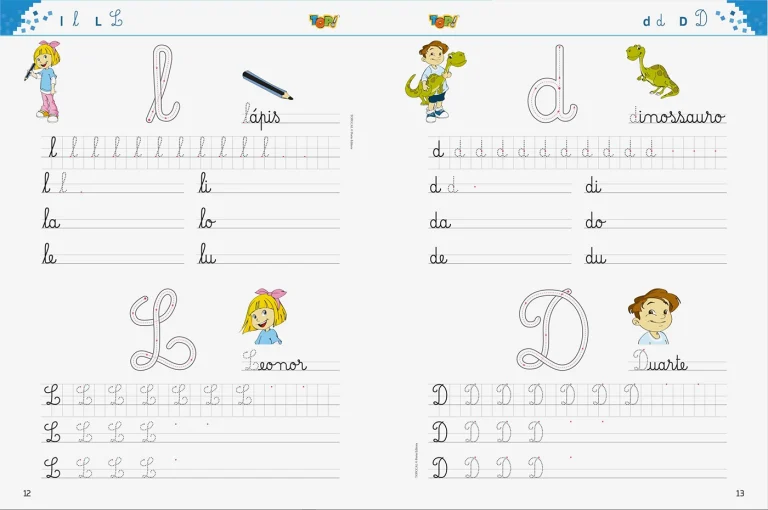 l l L L
TOP!
lápis
l l l l l l l l l l l
l l
li
la
lo
le
lu
L
Leonor
L L L L L L L
L L L L
L L L L
12
TOP!
d d D D
d
dinossauro
d d d d d d d d d d d
d d
di
da
do
de
du
D
Duarte
D D D D D D D
D D D D
D D D D
13